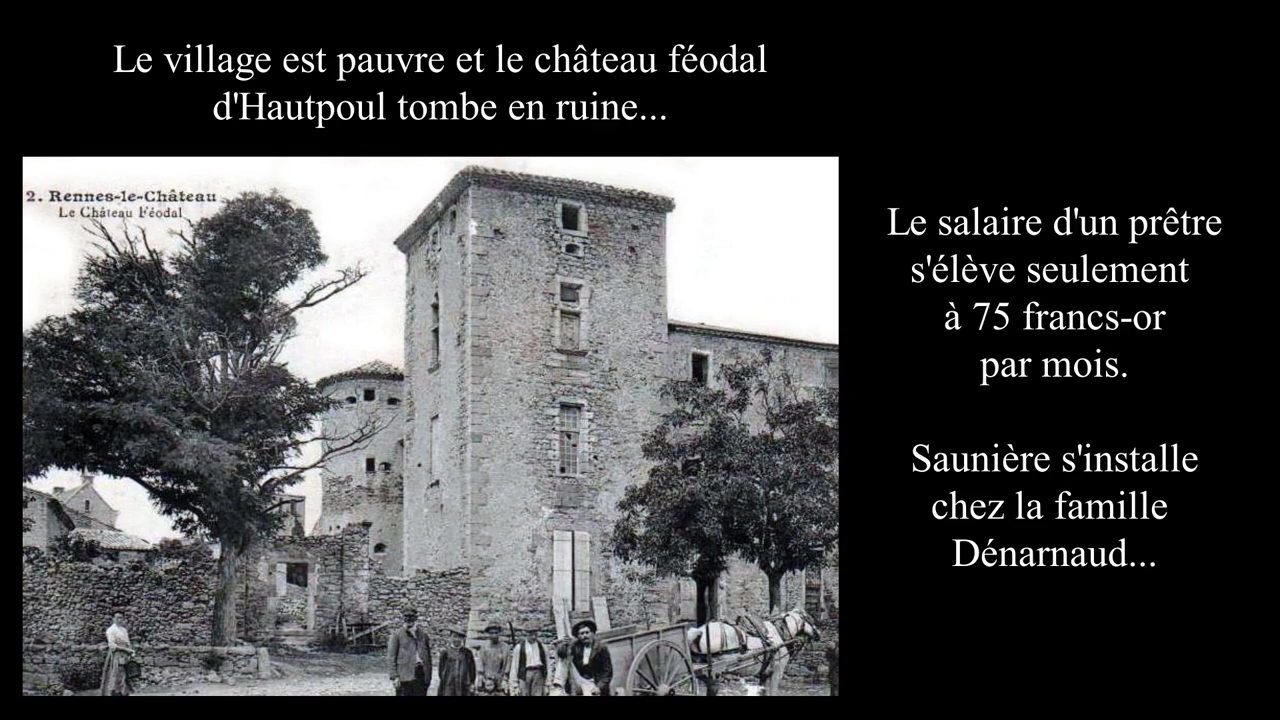 Le village est pauvre et le château féodal
d'Hautpoul tombe en ruine...
2. Rennes-le-Château
Le Château Féodal
Le salaire d'un prêtre
s'élève seulement
à 75 francs-or
par mois.
Saunière s'installe
chez la famille
Dénarnaud...